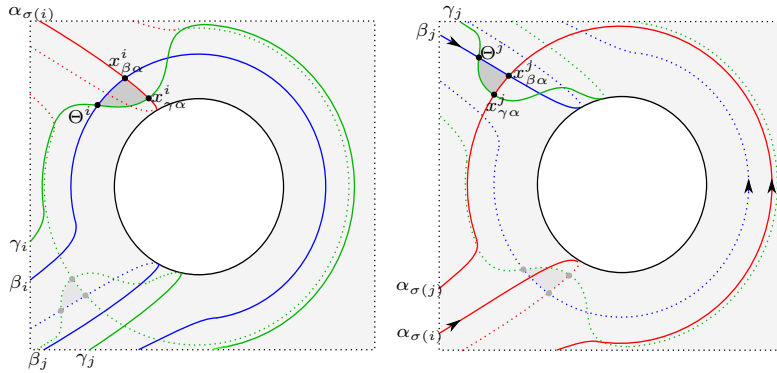 α_{σ(i)}
x^i_{βα}
x^i_{γα}
Θ^i
γ_i
β_i
β_j
γ_j
γ_j
β_j
Θ^j
x^j_{βα}
x^j_{γα}
α_{σ(j)}
α_{σ(i)}